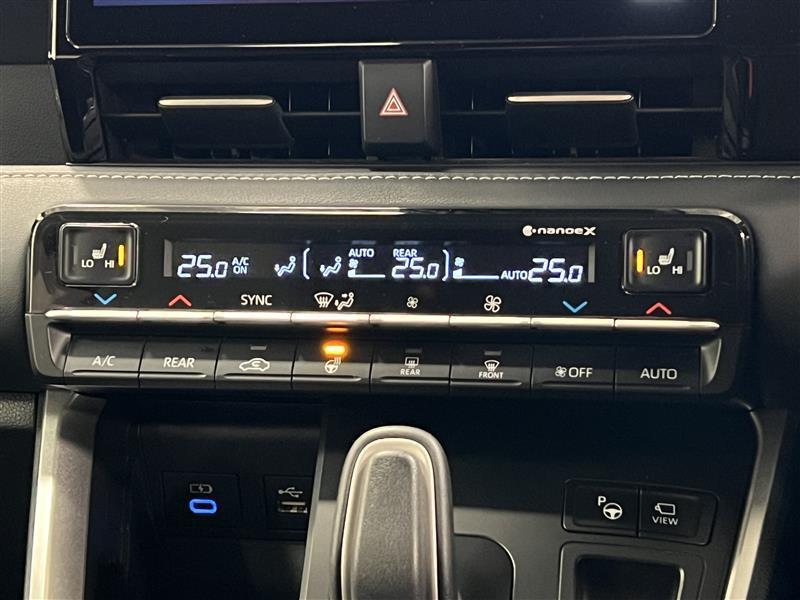 nanoeX
LO HI
25.0 A/C ON AUTO REAR 25.0 AUTO 25.0
LO HI
SYNC
A/C REAR REAR FRONT OFF AUTO
P VIEW